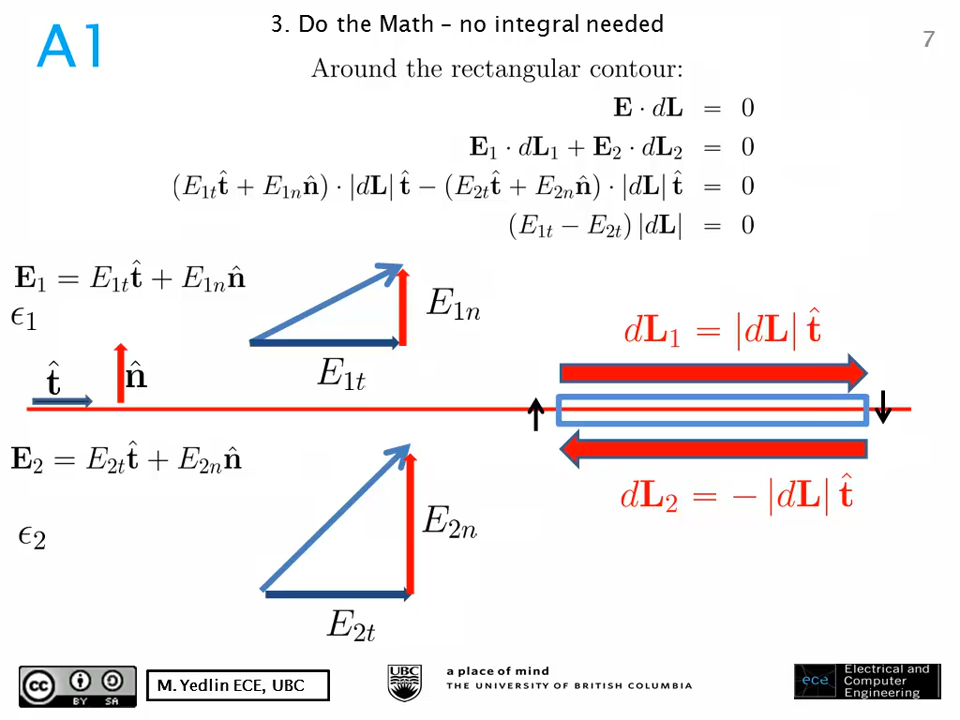 A1
3. Do the Math – no integral needed
7
Around the rectangular contour:
𝐄 · d𝐋 = 0
𝐄₁ · d𝐋₁ + 𝐄₂ · d𝐋₂ = 0
(E₁ₜt̂ + E₁ₙn̂) · |d𝐋| t̂ − (E₂ₜt̂ + E₂ₙn̂) · |d𝐋| t̂ = 0
(E₁ₜ − E₂ₜ) |d𝐋| = 0
𝐄₁ = E₁ₜt̂ + E₁ₙn̂
ϵ₁
E₁ₙ
E₁ₜ
t̂
n̂
d𝐋₁ = |d𝐋| t̂
𝐄₂ = E₂ₜt̂ + E₂ₙn̂
ϵ₂
E₂ₙ
E₂ₜ
d𝐋₂ = − |d𝐋| t̂
cc
BY SA
M. Yedlin ECE, UBC
UBC
a place of mind
THE UNIVERSITY OF BRITISH COLUMBIA
ece
Electrical and
Computer
Engineering